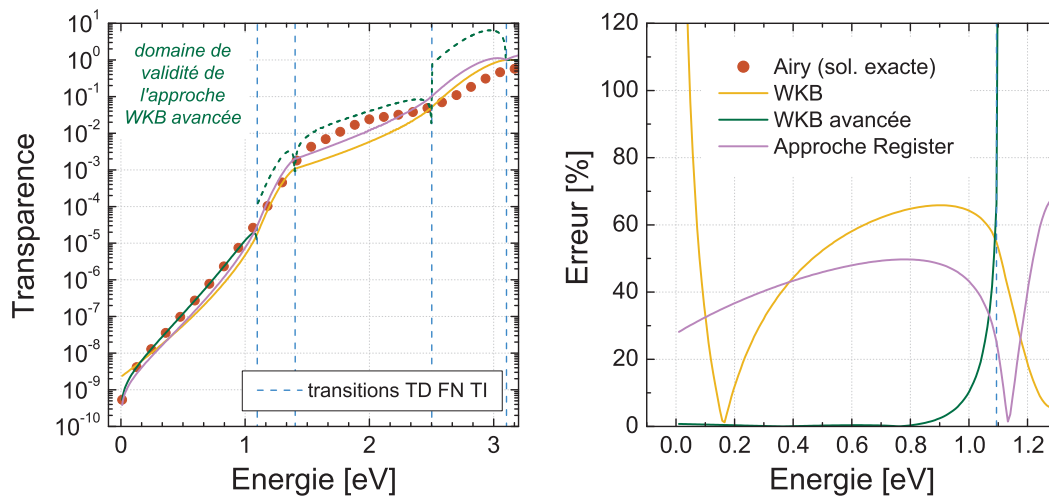 10^1
10^0
10^-1
10^-2
10^-3
10^-4
10^-5
10^-6
10^-7
10^-8
10^-9
10^-10
Transparence
domaine de
validité de
l'approche
WKB avancée
transitions TD FN TI
0 1 2 3
Energie [eV]
120
100
80
60
40
20
0
Erreur [%]
Airy (sol. exacte)
WKB
WKB avancée
Approche Register
0.0 0.2 0.4 0.6 0.8 1.0 1.2
Energie [eV]